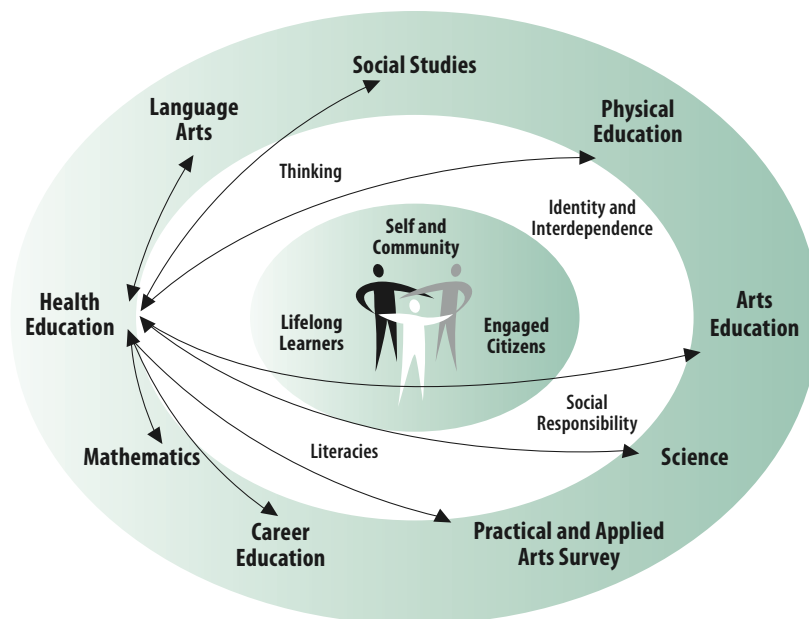 Social Studies
Language
Arts
Physical
Education
Thinking
Identity and
Interdependence
Self and
Community
Health
Education
Lifelong
Learners
Engaged
Citizens
Arts
Education
Social
Responsibility
Mathematics
Literacies
Science
Career
Education
Practical and Applied
Arts Survey